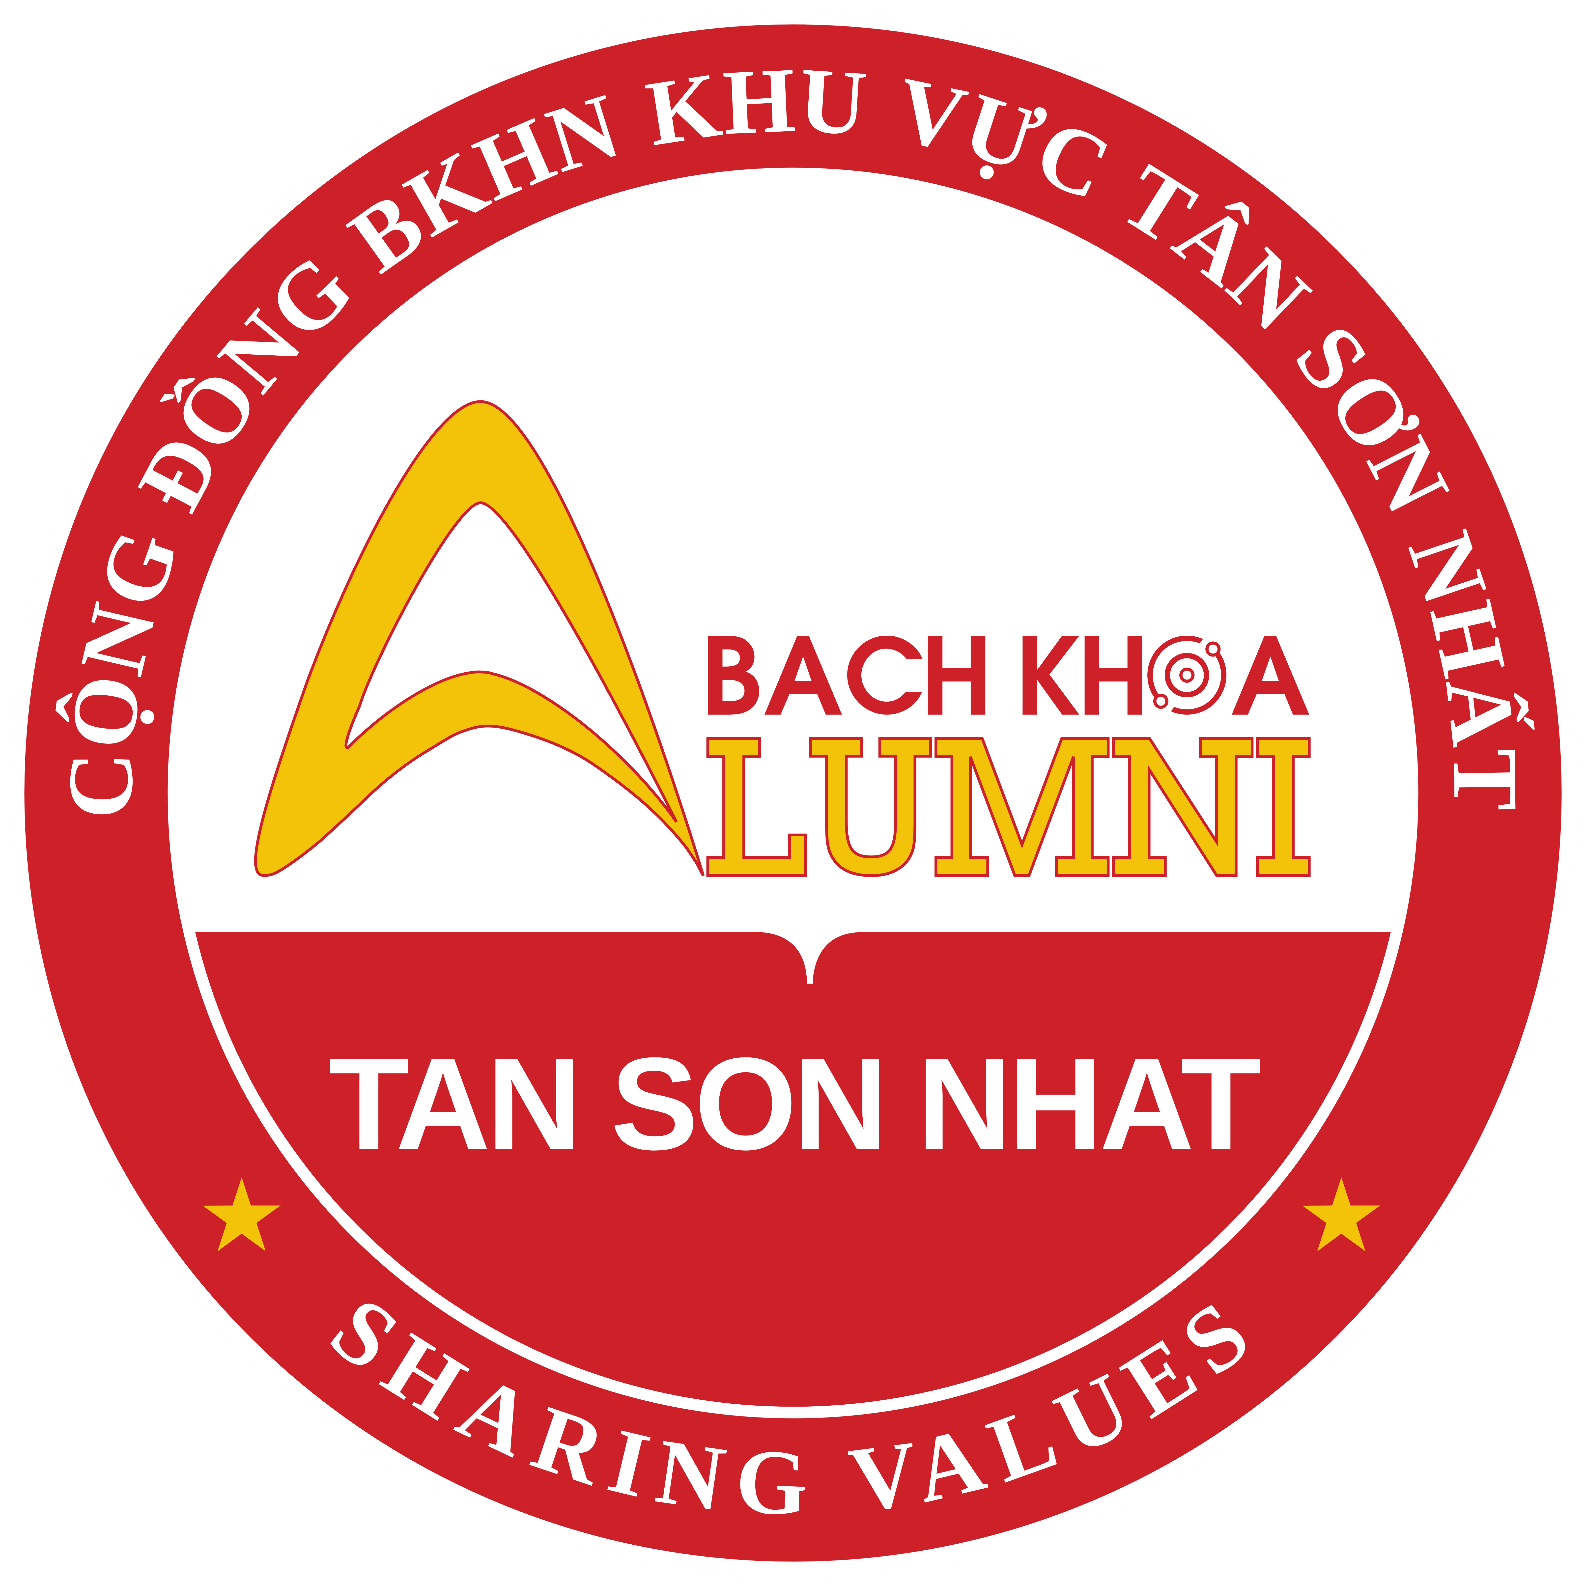 CỘNG ĐỒNG BKHN KHU VỰC TÂN SƠN NHẤT
BACH KHOA
ALUMNI
TAN SON NHAT
SHARING VALUES